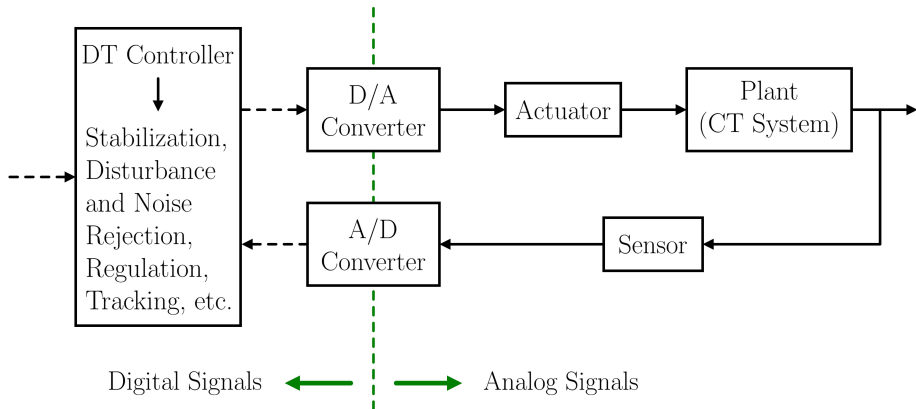 DT Controller
Stabilization,
Disturbance
and Noise
Rejection,
Regulation,
Tracking, etc.
D/A
Converter
Actuator
Plant
(CT System)
A/D
Converter
Sensor
Digital Signals
Analog Signals